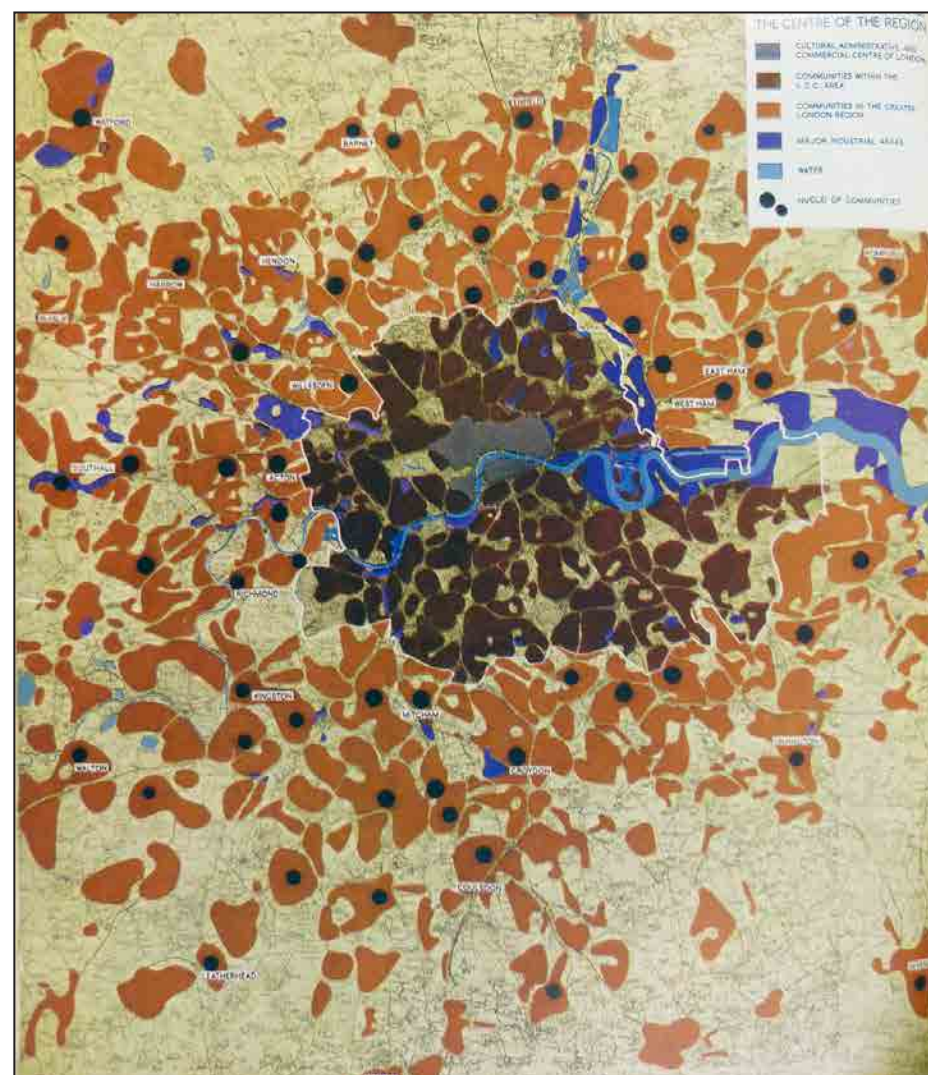 THE CENTRE OF THE REGION
CULTURAL, ADMINISTRATIVE AND
COMMERCIAL CENTRE OF LONDON
COMMUNITIES WITHIN THE
L.C.C. AREA
COMMUNITIES IN THE GREATER
LONDON REGION
MAJOR INDUSTRIAL AREAS
WATER
NUCLEI OF COMMUNITIES
WATFORD
ENFIELD
BARNET
ROMFORD
HENDON
HARROW
WILLESDEN
EAST HAM
WEST HAM
SOUTHALL
ACTON
RICHMOND
KINGSTON
MITCHAM
WALTON
CROYDON
COULSDON
LEATHERHEAD